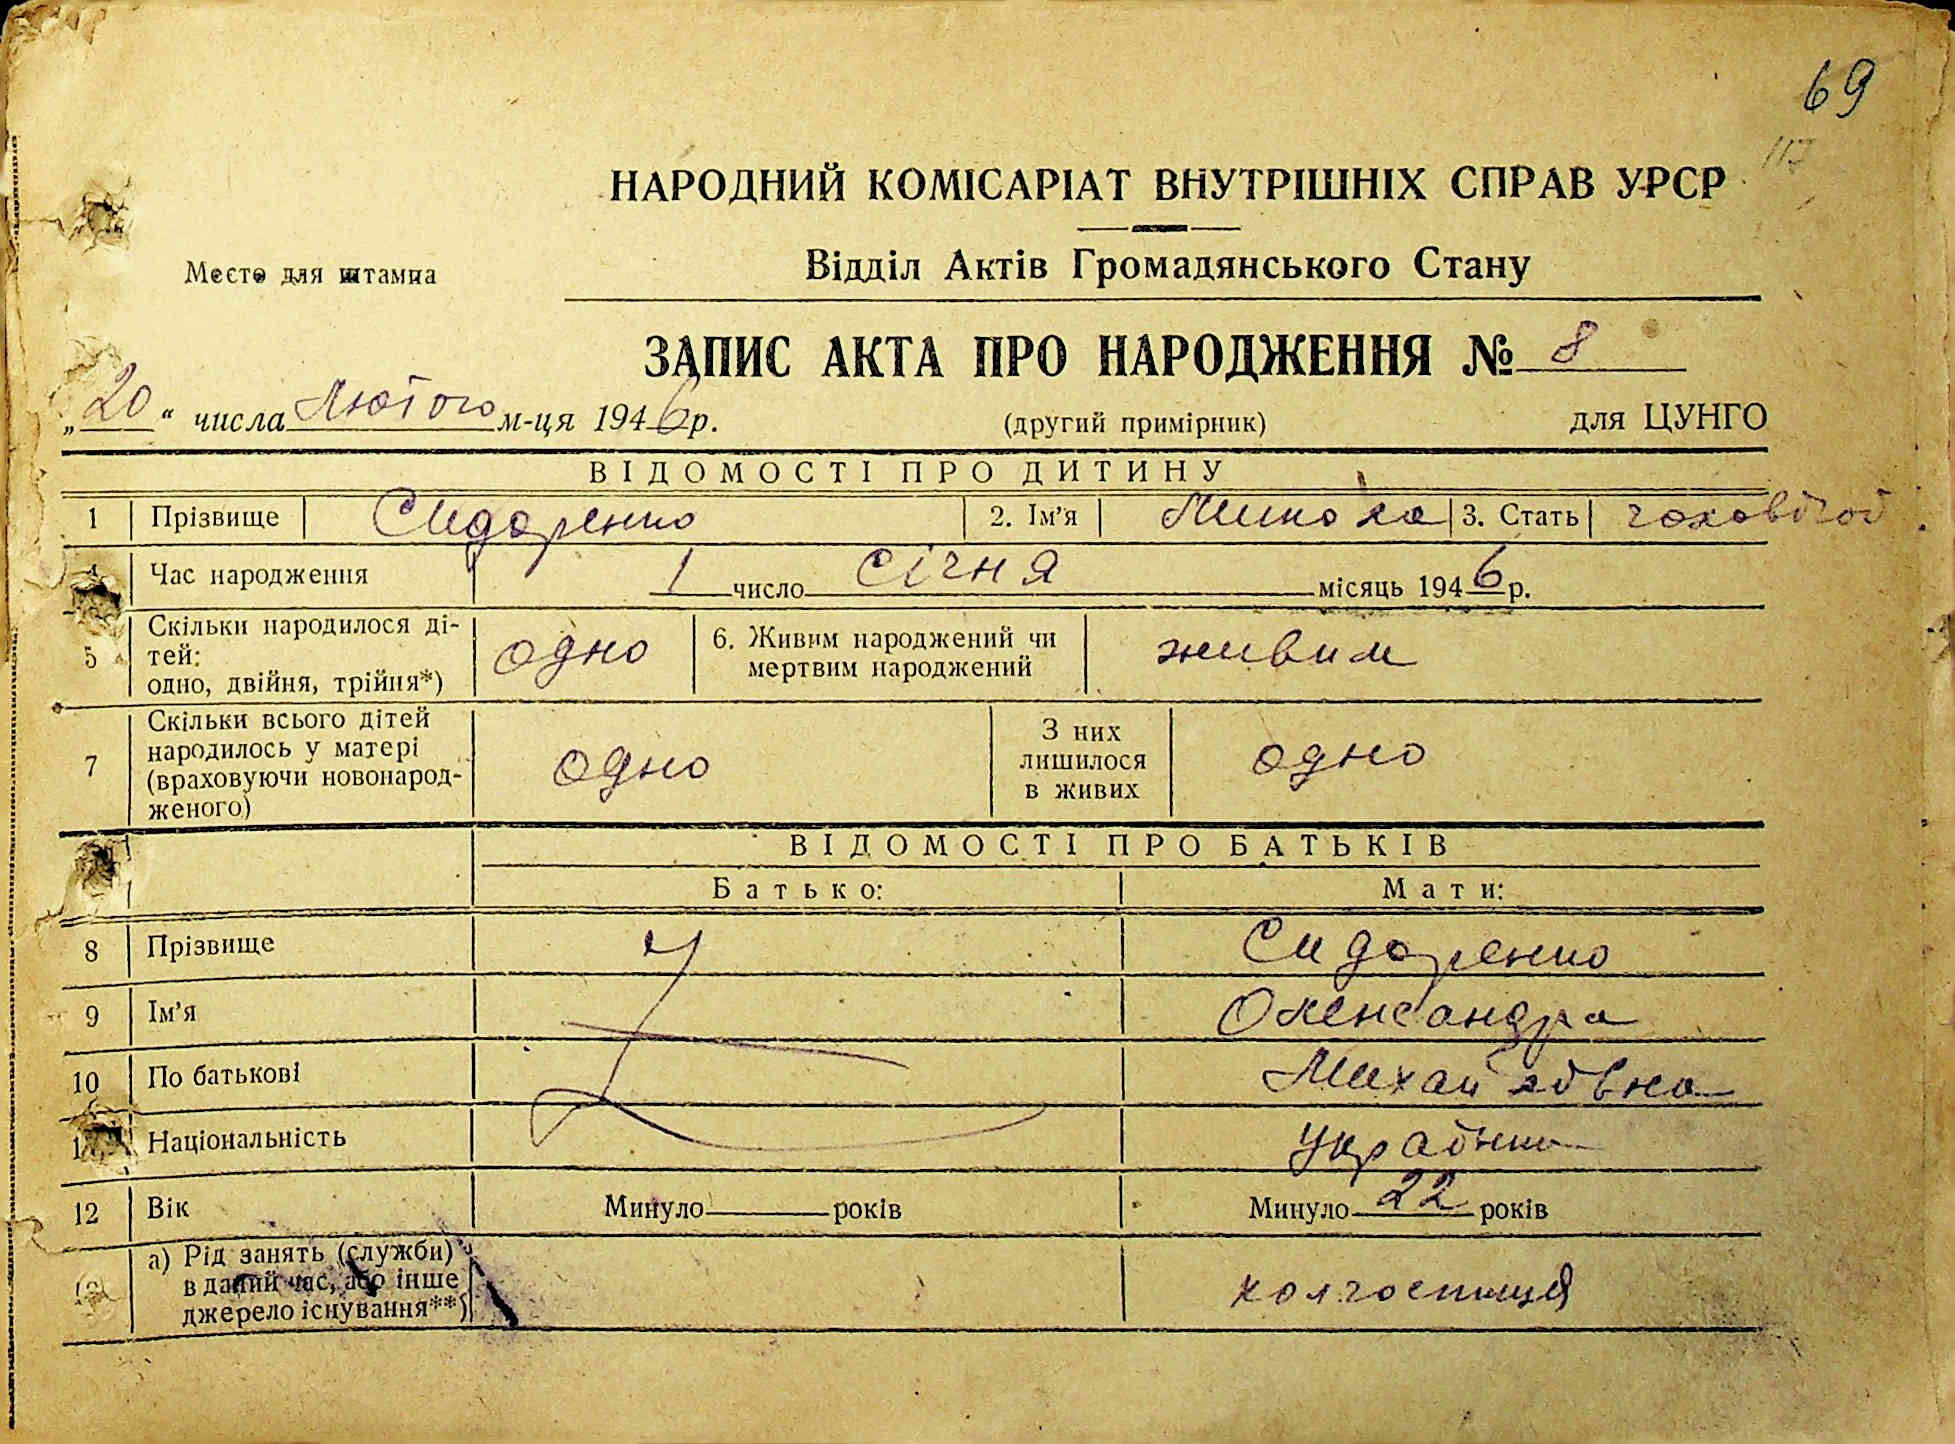 69
117
НАРОДНИЙ КОМІСАРІАТ ВНУТРІШНІХ СПРАВ УРСР
Место для штампа
Відділ Актів Громадянського Стану
ЗАПИС АКТА ПРО НАРОДЖЕННЯ № 8
„20“ числа Лютого м-ця 1946 р. (другий примірник) для ЦУНГО
ВІДОМОСТІ ПРО ДИТИНУ
1 Прізвище Сидоренко 2. Ім’я Микола 3. Стать чоловічої
Час народження 1 число Січня місяць 1946 р.
5 Скільки народилося ді-
тей:
одно, двійня, трійня*) одно 6. Живим народжений чи
мертвим народжений живим
7 Скільки всього дітей
народилось у матері
(враховуючи новонарод-
женого) одно З них
лишилося
в живих одно
ВІДОМОСТІ ПРО БАТЬКІВ
Батько: Мати:
8 Прізвище Сидоренко
9 Ім’я Олександра
10 По батькові Михайлівна
Національність Українка
12 Вік Минуло років Минуло 22 років
13 а) Рід занять (служби)
в даний час, або інше
джерело існування**) колгоспниця